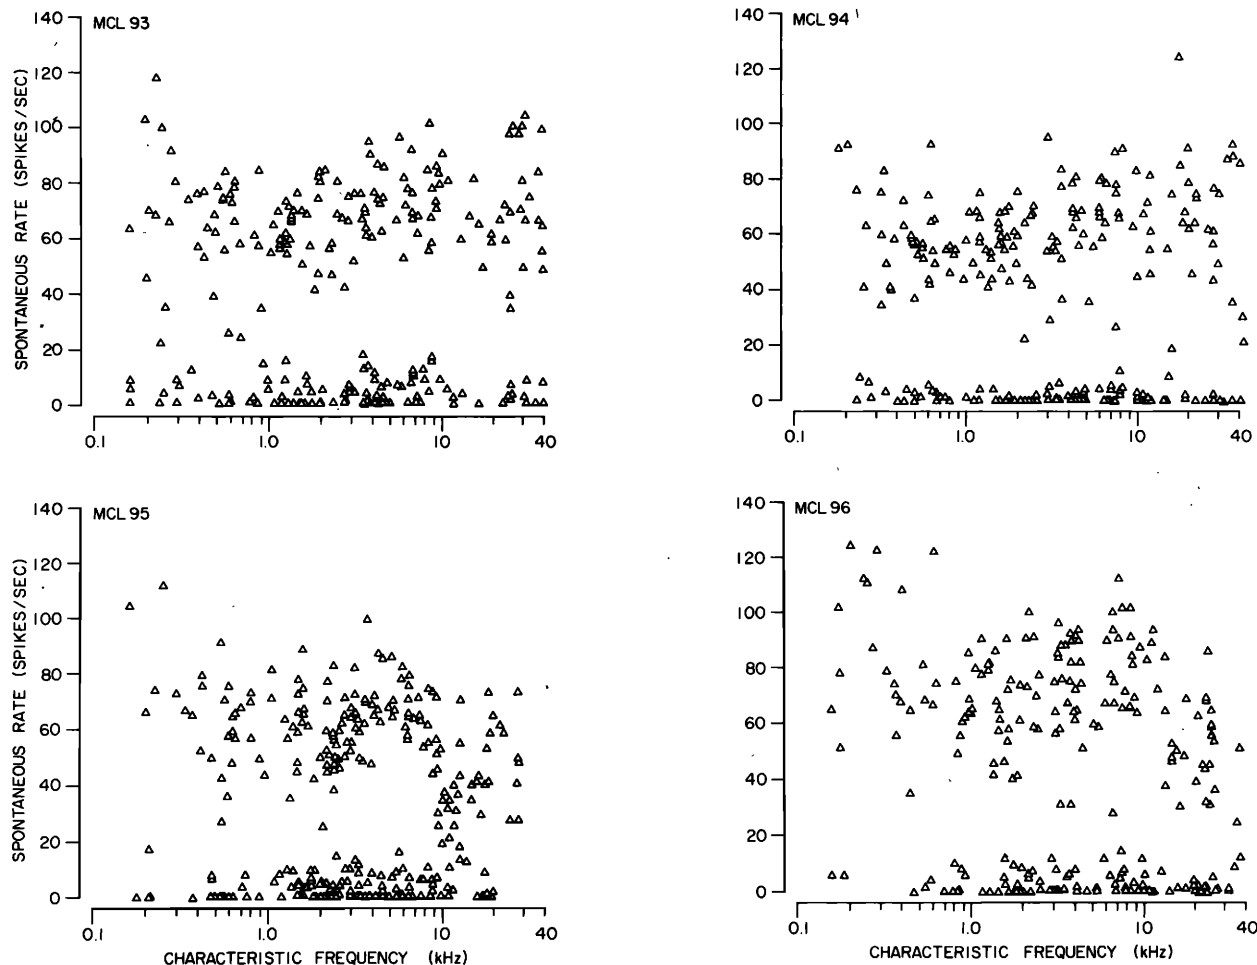 MCL 93
140
120
100
80
60
40
20
0
SPONTANEOUS RATE (SPIKES/SEC)
0.1 1.0 10 40
MCL 94
140
120
100
80
60
40
20
0
0.1 1.0 10 40
MCL 95
140
120
100
80
60
40
20
0
SPONTANEOUS RATE (SPIKES/SEC)
0.1 1.0 10 40
CHARACTERISTIC FREQUENCY (kHz)
MCL 96
140
120
100
80
60
40
20
0
0.1 1.0 10 40
CHARACTERISTIC FREQUENCY (kHz)